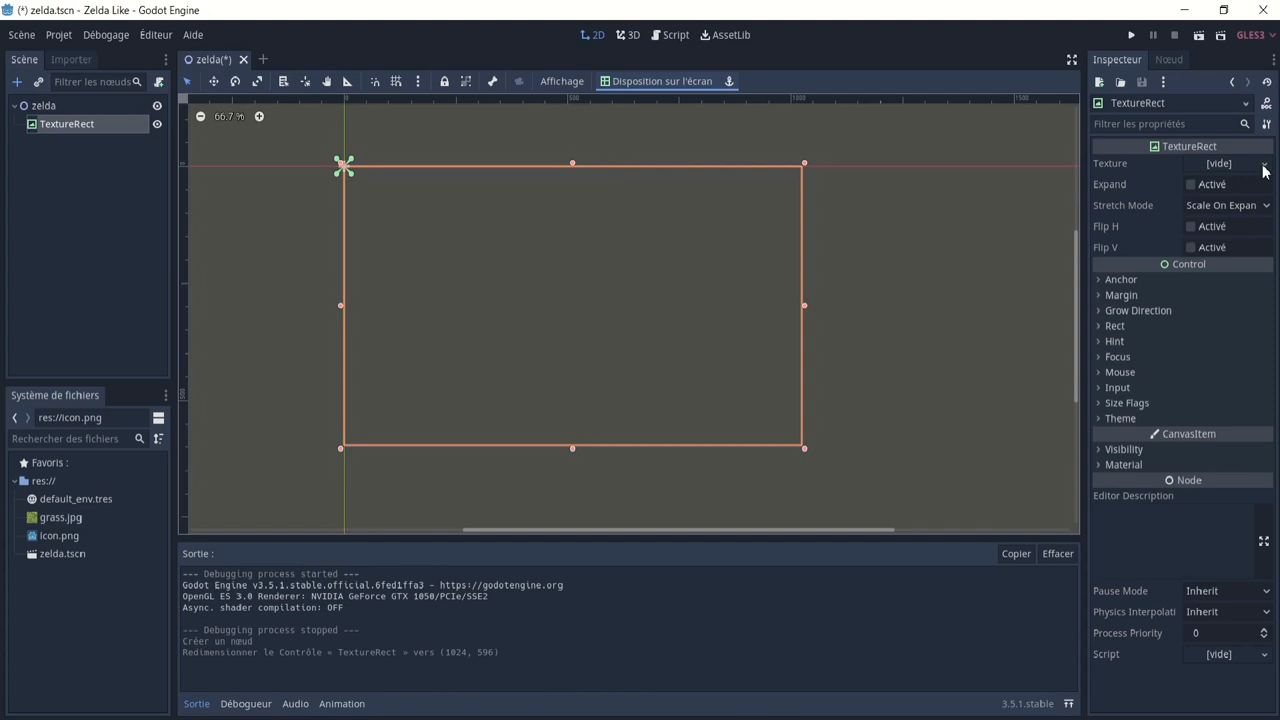 (*) zelda.tscn - Zelda Like - Godot Engine
Scène Projet Débogage Éditeur Aide
2D 3D Script AssetLib
GLES3
Scène Importer
zelda(*)
Inspecteur Nœud
Filtrer les nœuds
Affichage Disposition sur l'écran
zelda
TextureRect
TextureRect
Filtrer les propriétés
0 500 1000 1500
66.7 %
0
500
TextureRect
Texture [vide]
Expand Activé
Stretch Mode Scale On Expan
Flip H Activé
Flip V Activé
Control
Anchor
Margin
Grow Direction
Rect
Hint
Focus
Mouse
Input
Size Flags
Theme
CanvasItem
Visibility
Material
Node
Editor Description
Pause Mode Inherit
Physics Interpolati Inherit
Process Priority 0
Script [vide]
Système de fichiers
res://icon.png
Rechercher des fichiers
Favoris :
res://
default_env.tres
grass.jpg
icon.png
zelda.tscn
Sortie :
Copier Effacer
--- Debugging process started ---
Godot Engine v3.5.1.stable.official.6fed1ffa3 - https://godotengine.org
OpenGL ES 3.0 Renderer: NVIDIA GeForce GTX 1050/PCIe/SSE2
Async. shader compilation: OFF
--- Debugging process stopped ---
Créer un nœud
Redimensionner le Contrôle « TextureRect » vers (1024, 596)
Sortie Débogueur Audio Animation
3.5.1.stable